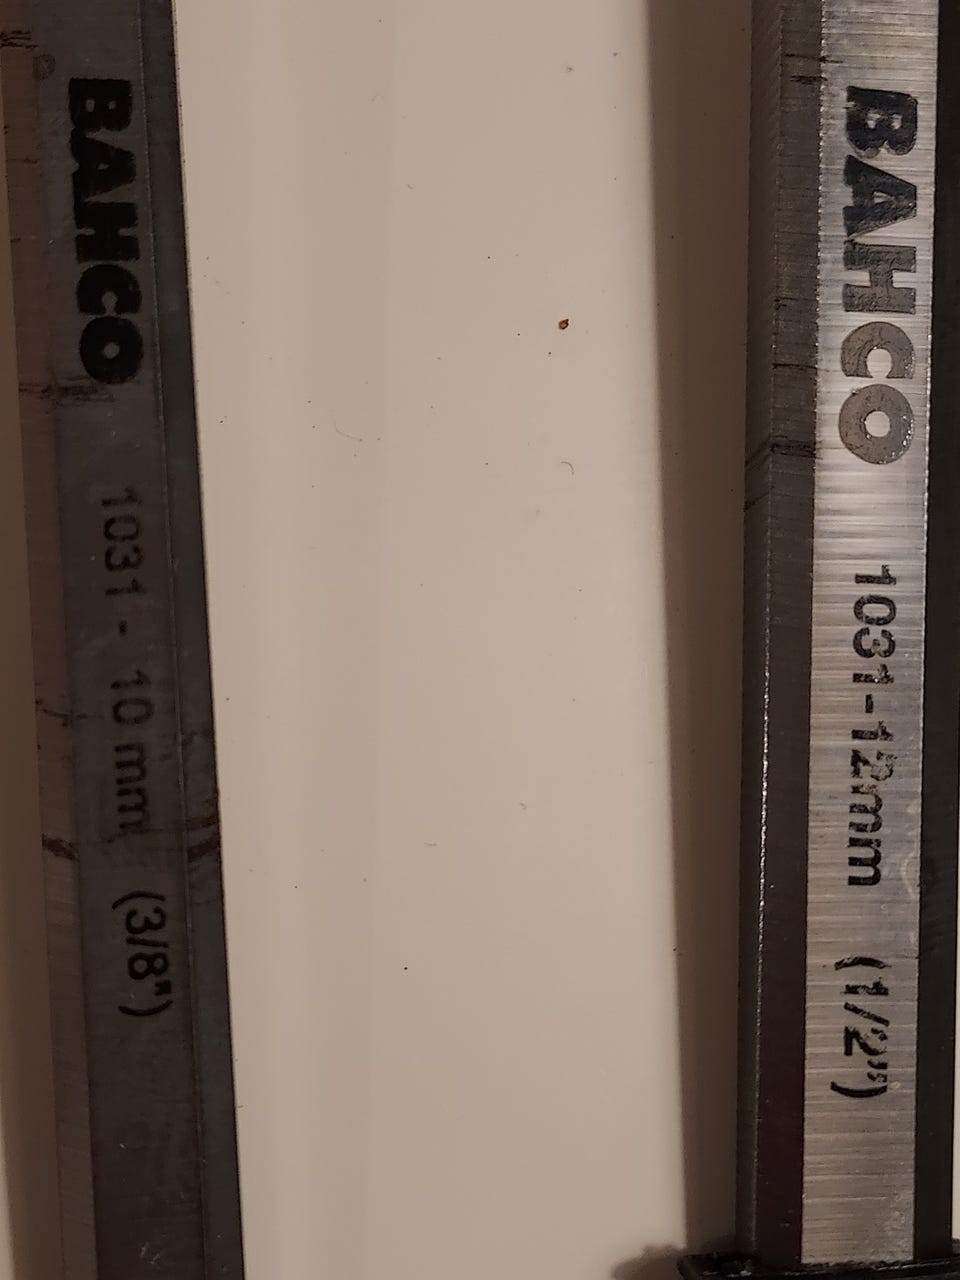 BAHCO 1031 - 10 mm (3/8")
BAHCO 1031-12mm (1/2")